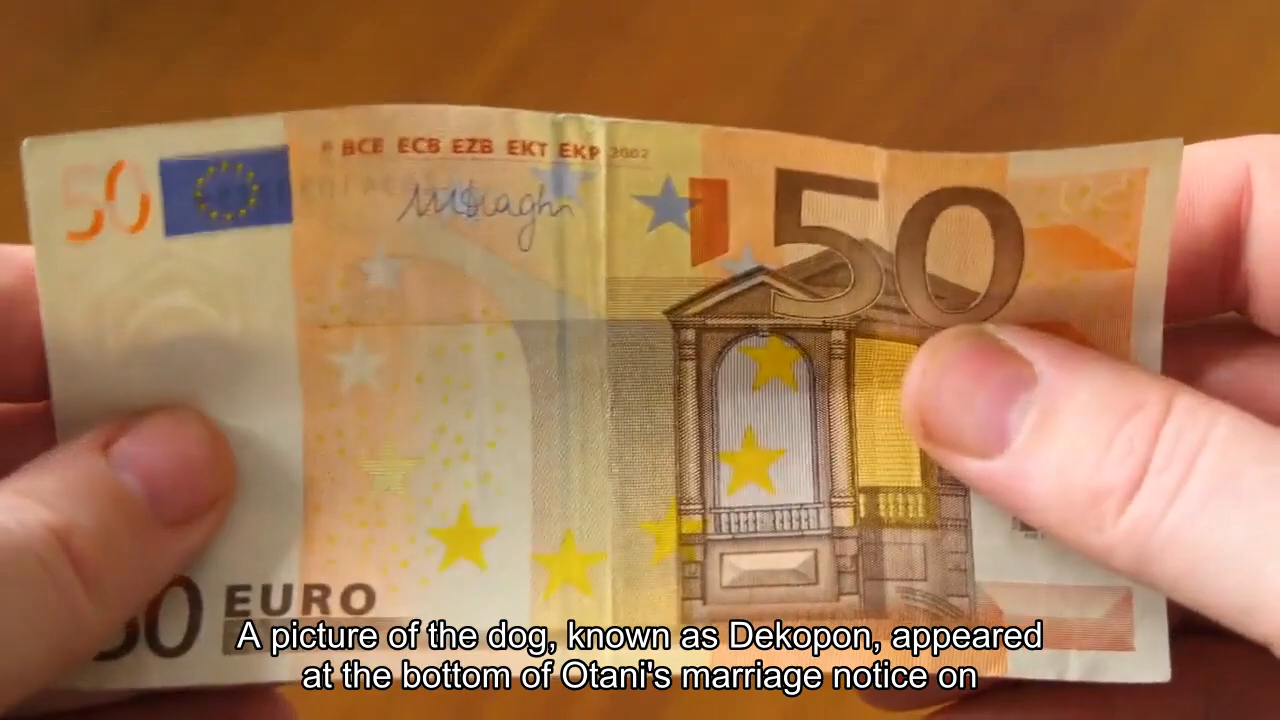 50
BCE ECB EZB EKT EKP 2002
50
EURO
A picture of the dog, known as Dekopon, appeared
at the bottom of Otani's marriage notice on